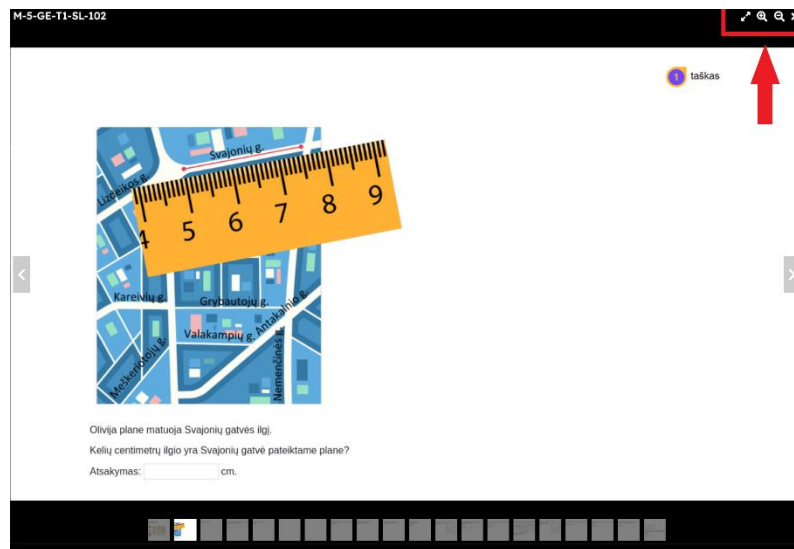 M-5-GE-T1-SL-102
1 taškas
Svajonių g.
Lizdeikos g.
4 5 6 7 8 9
Kareivių g.
Grybautojų g.
Antakalnio g.
Valakampių g.
Meškeriotojų g.
Nemenčinės g.
Olivija plane matuoja Svajonių gatvės ilgį.
Kelių centimetrų ilgio yra Svajonių gatvė pateiktame plane?
Atsakymas: cm.